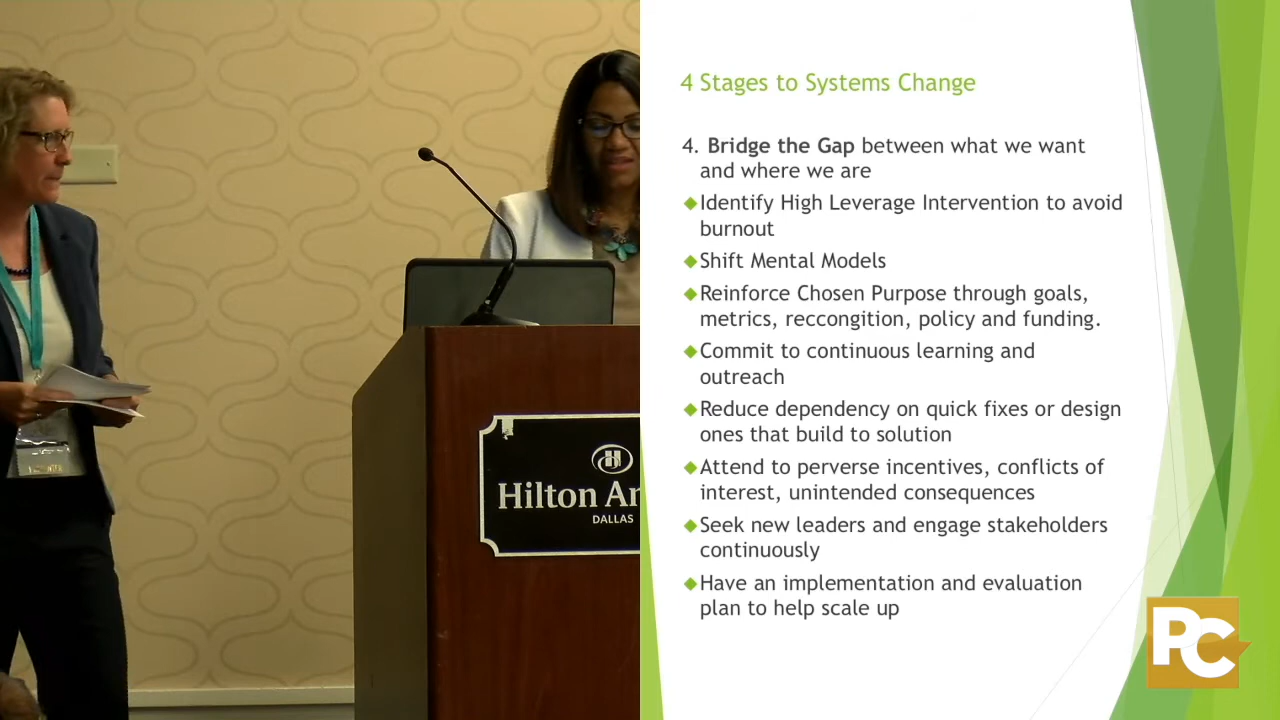 4 Stages to Systems Change
4. Bridge the Gap between what we want
and where we are
Identify High Leverage Intervention to avoid
burnout
Shift Mental Models
Reinforce Chosen Purpose through goals,
metrics, reccongition, policy and funding.
Commit to continuous learning and
outreach
Reduce dependency on quick fixes or design
ones that build to solution
Attend to perverse incentives, conflicts of
interest, unintended consequences
Seek new leaders and engage stakeholders
continuously
Have an implementation and evaluation
plan to help scale up
H
Hilton An
DALLAS
PC